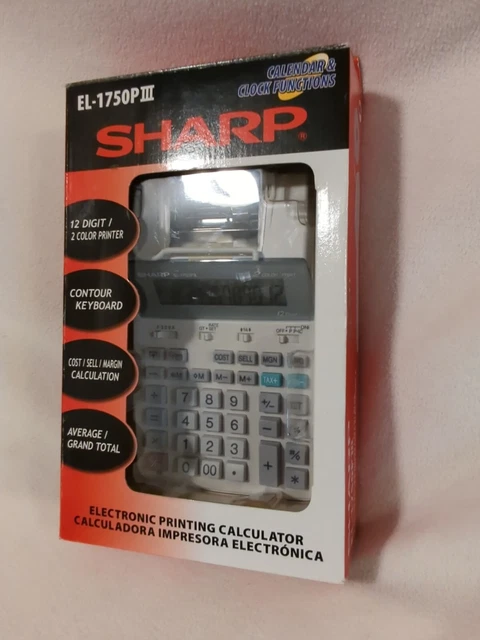 EL-1750PIII
CALENDAR &
CLOCK FUNCTIONS
SHARP®
12 DIGIT /
2 COLOR PRINTER
CONTOUR
KEYBOARD
COST / SELL / MARGIN
CALCULATION
AVERAGE /
GRAND TOTAL
SHARP
COST SELL MGN
M- M+ TAX+
7 8 9 +/-
4 5 6 -
1 2 3 + %
0 00 . *
ELECTRONIC PRINTING CALCULATOR
CALCULADORA IMPRESORA ELECTRÓNICA